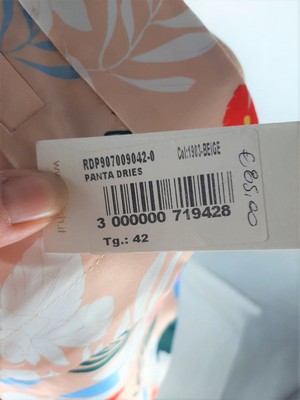 RDP907009042-0
Col:1903-BEIGE
PANTA DRIES
3 000000 719428
Tg.: 42
€ 85,00